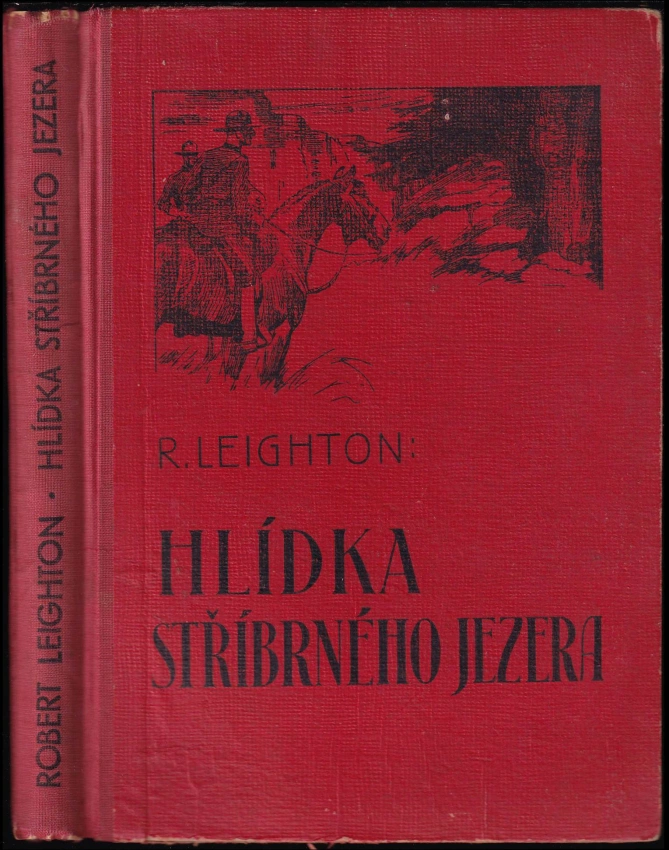 ROBERT LEIGHTON · HLÍDKA STŘÍBRNÉHO JEZERA
R. LEIGHTON:
HLÍDKA
STŘÍBRNÉHO JEZERA